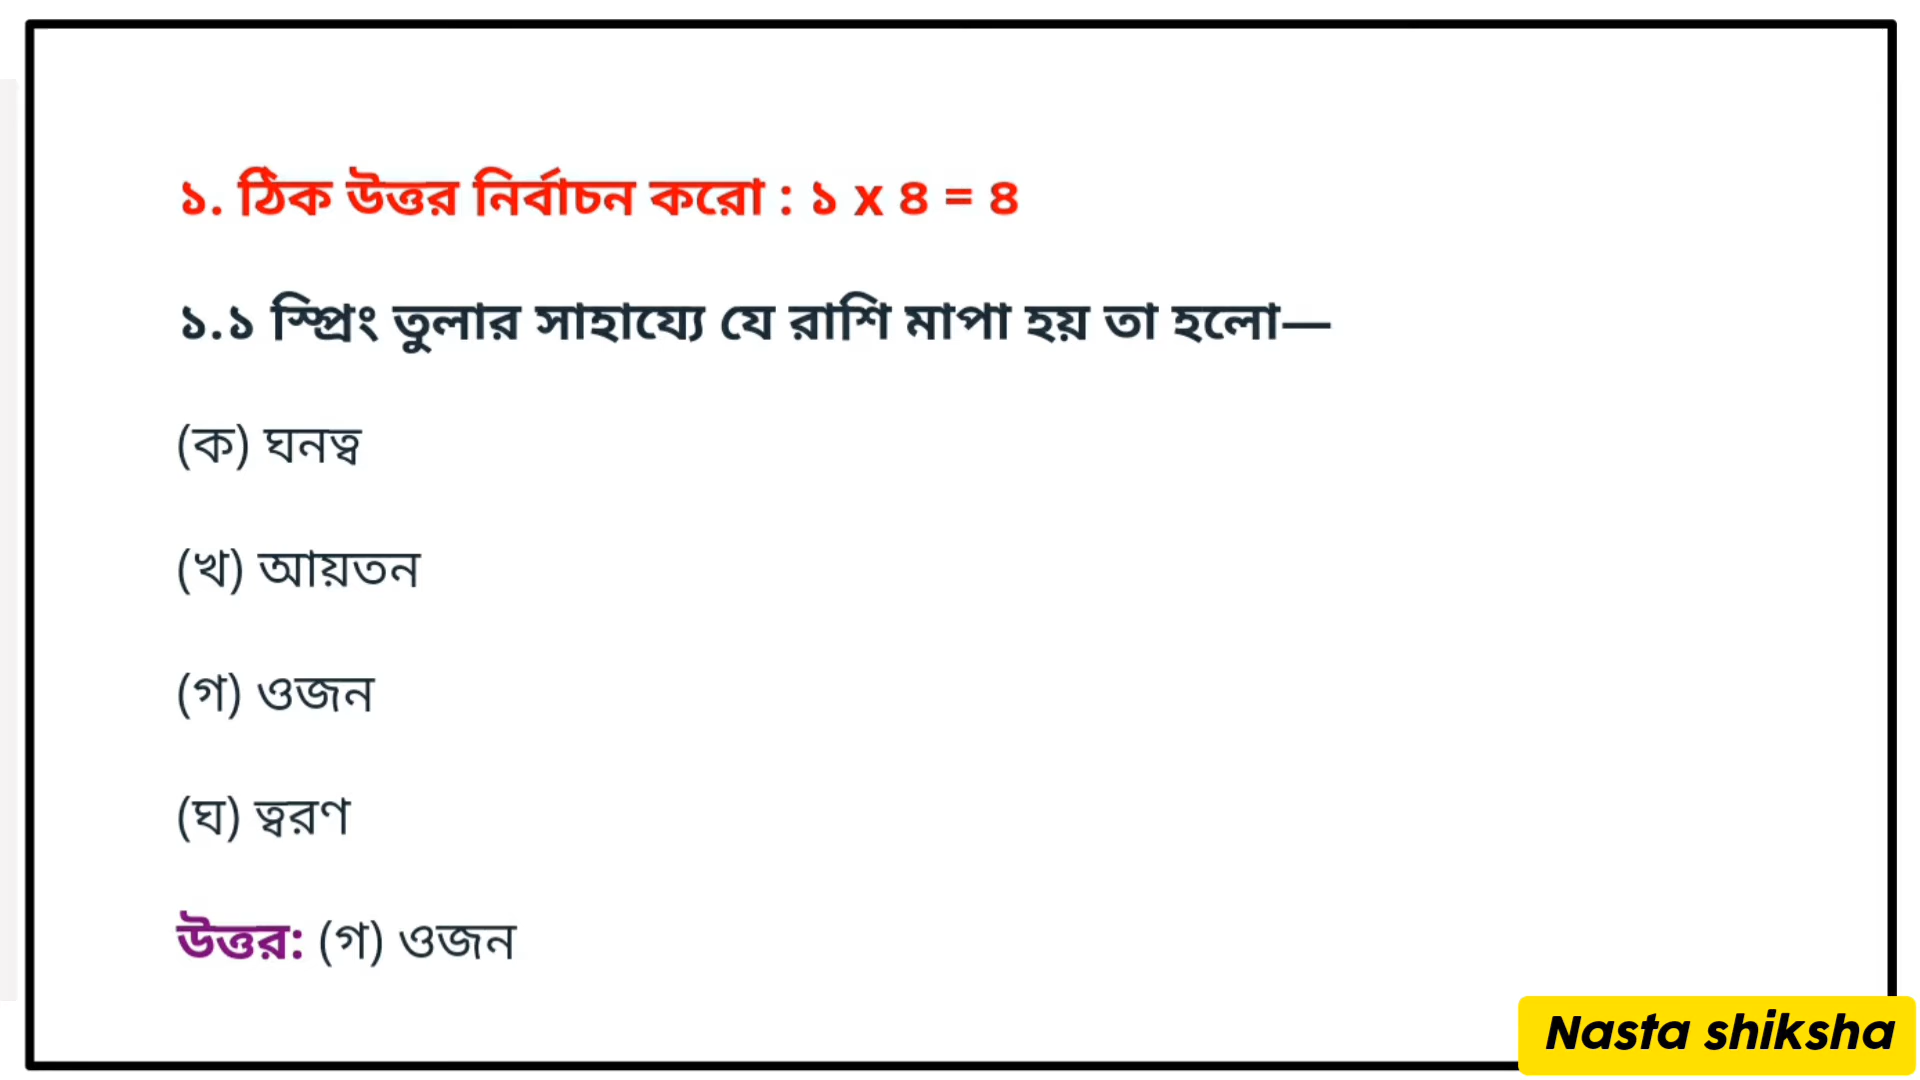 ১. ঠিক উত্তর নির্বাচন করো : ১ x ৪ = ৪
১.১ স্প্রিং তুলার সাহায্যে যে রাশি মাপা হয় তা হলো—
(ক) ঘনত্ব
(খ) আয়তন
(গ) ওজন
(ঘ) ত্বরণ
উত্তর: (গ) ওজন
Nasta shiksha